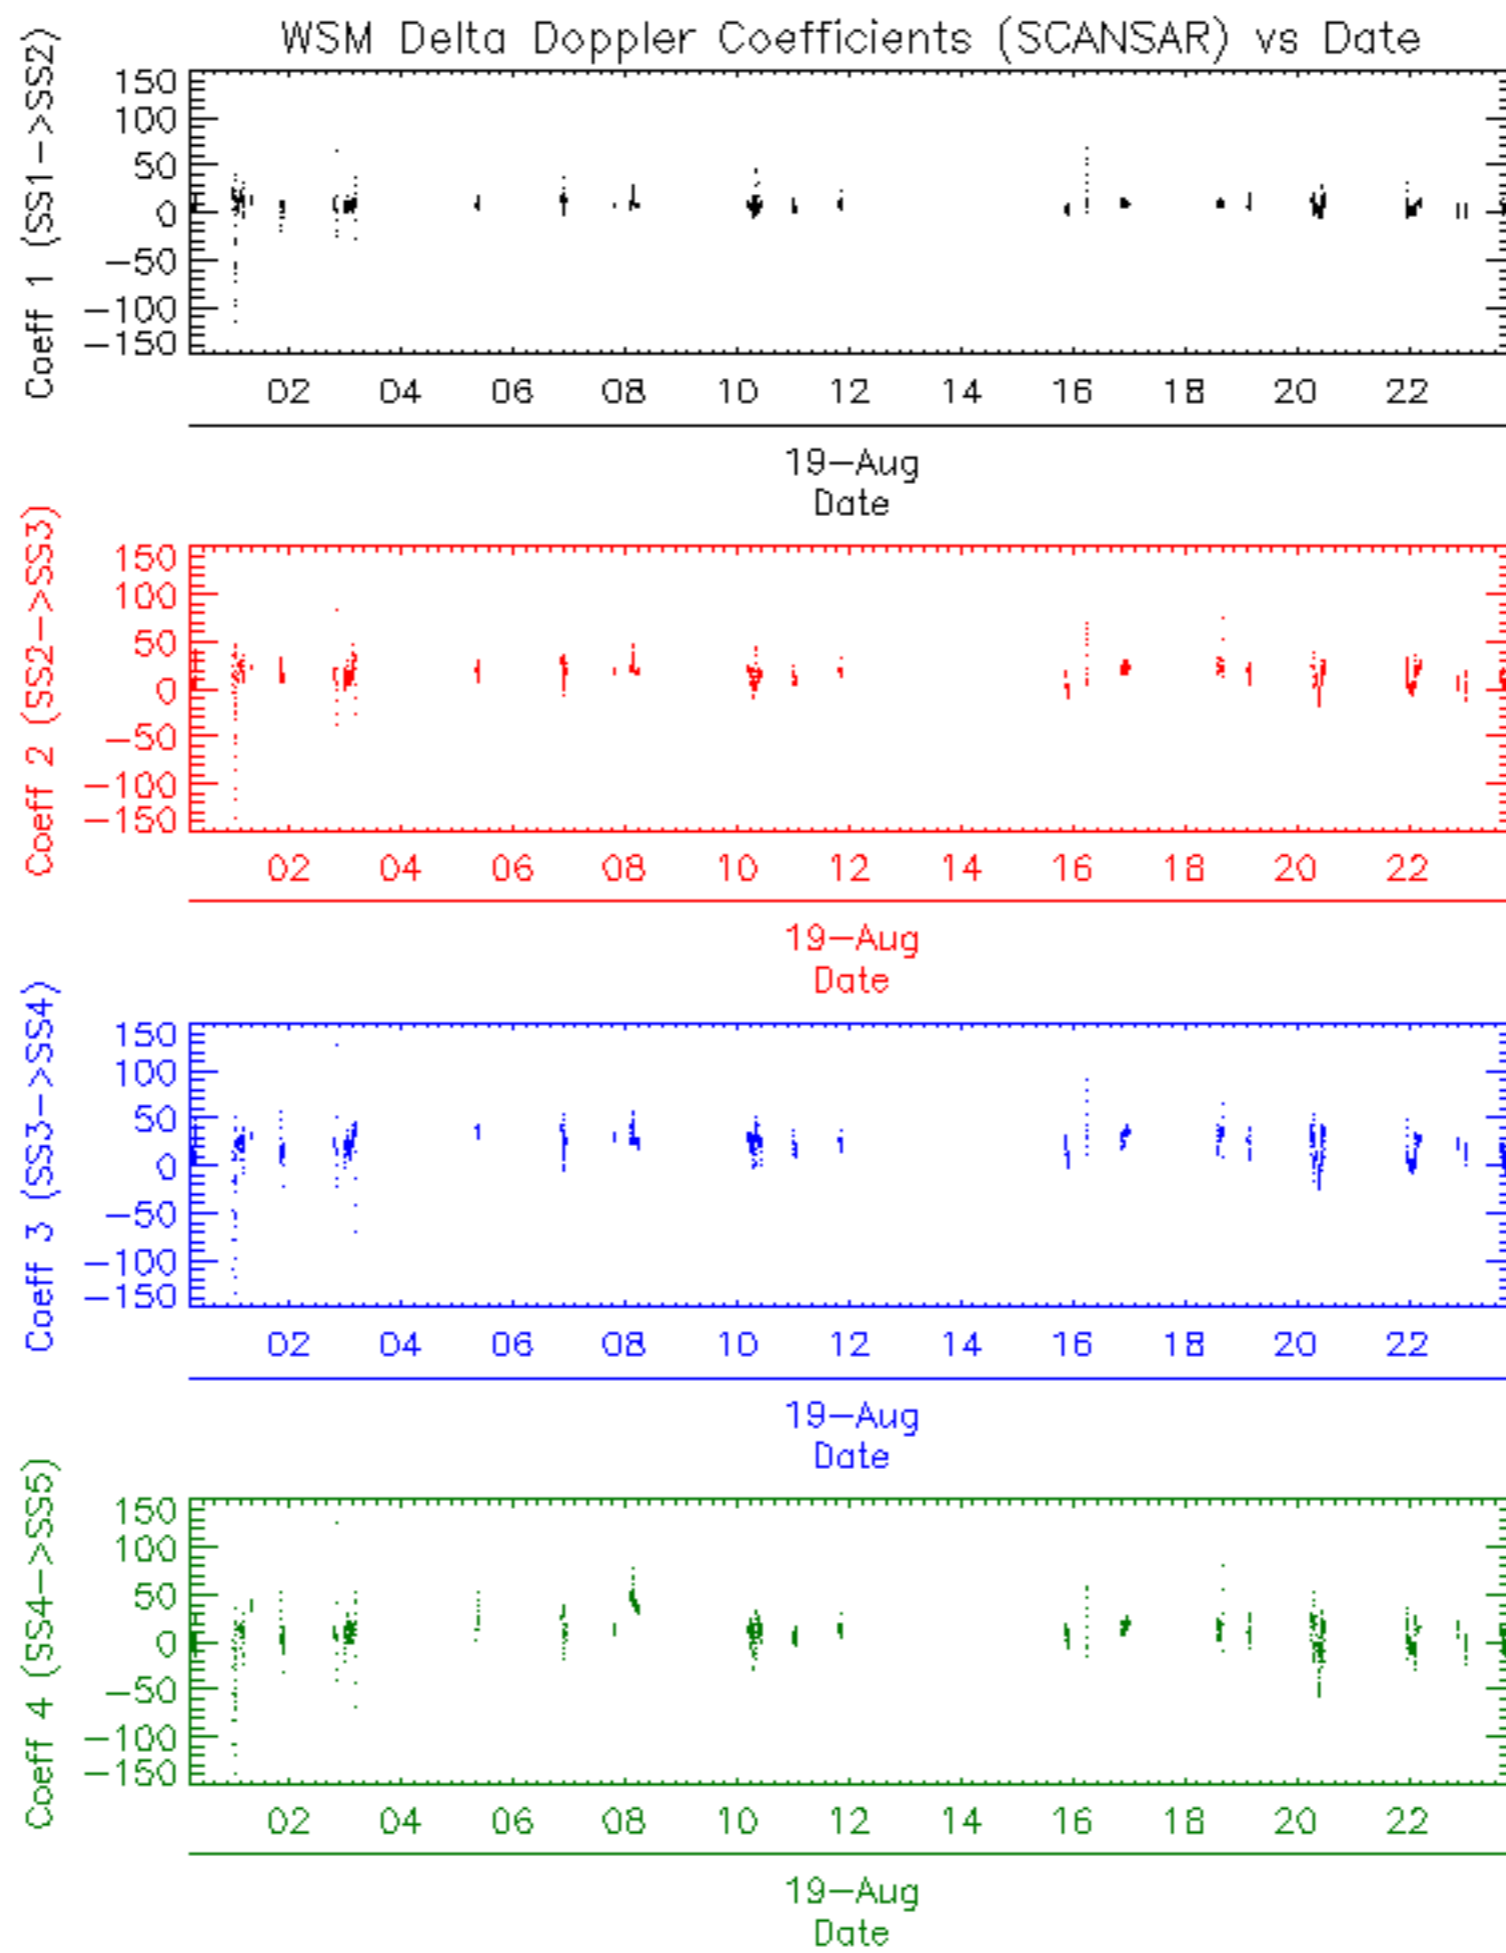 WSM Delta Doppler Coefficients (SCANSAR) vs Date
Coeff 1 (SS1->SS2)
150
100
50
0
-50
-100
-150
02 04 06 08 10 12 14 16 18 20 22
19-Aug
Date
Coeff 2 (SS2->SS3)
150
100
50
0
-50
-100
-150
02 04 06 08 10 12 14 16 18 20 22
19-Aug
Date
Coeff 3 (SS3->SS4)
150
100
50
0
-50
-100
-150
02 04 06 08 10 12 14 16 18 20 22
19-Aug
Date
Coeff 4 (SS4->SS5)
150
100
50
0
-50
-100
-150
02 04 06 08 10 12 14 16 18 20 22
19-Aug
Date